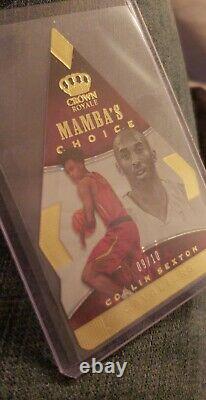 CROWN
ROYALE
MAMBA'S
CHOICE
09/10
COLLIN SEXTON